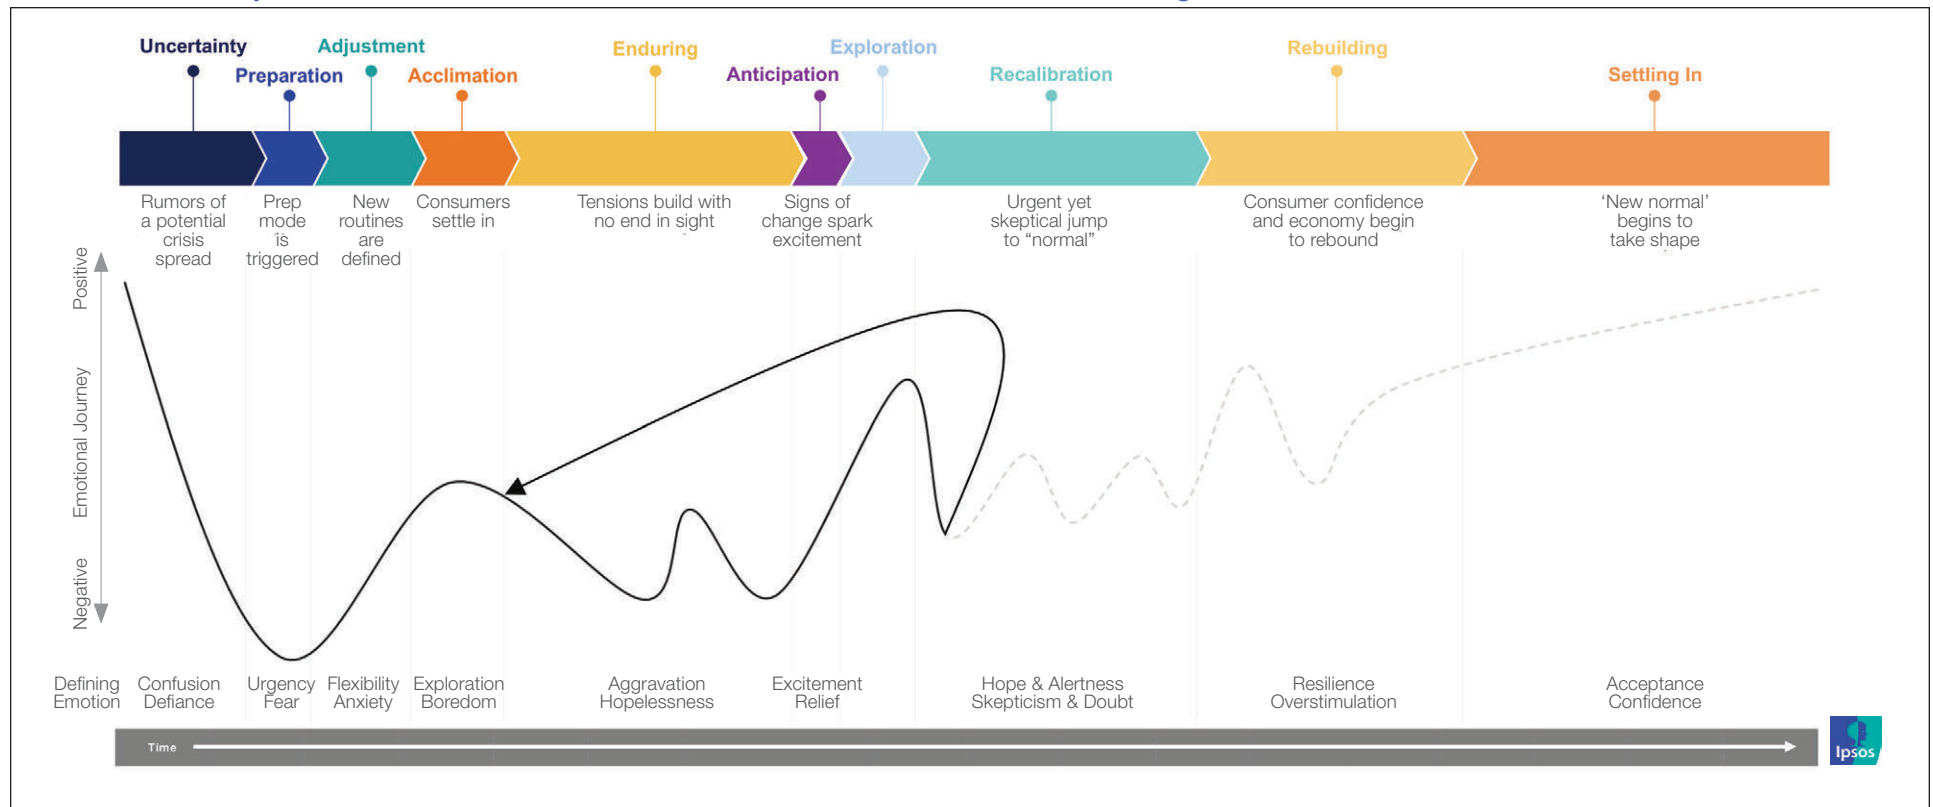 Uncertainty
Adjustment
Enduring
Exploration
Rebuilding
Preparation
Acclimation
Anticipation
Recalibration
Settling In
Rumors of
a potential
crisis
spread
Prep
mode
is
triggered
New
routines
are
defined
Consumers
settle in
Tensions build with
no end in sight
Signs of
change spark
excitement
Urgent yet
skeptical jump
to “normal”
Consumer confidence
and economy begin
to rebound
‘New normal’
begins to
take shape
Positive
Emotional Journey
Negative
Defining
Emotion
Confusion
Defiance
Urgency
Fear
Flexibility
Anxiety
Exploration
Boredom
Aggravation
Hopelessness
Excitement
Relief
Hope & Alertness
Skepticism & Doubt
Resilience
Overstimulation
Acceptance
Confidence
Time
Ipsos